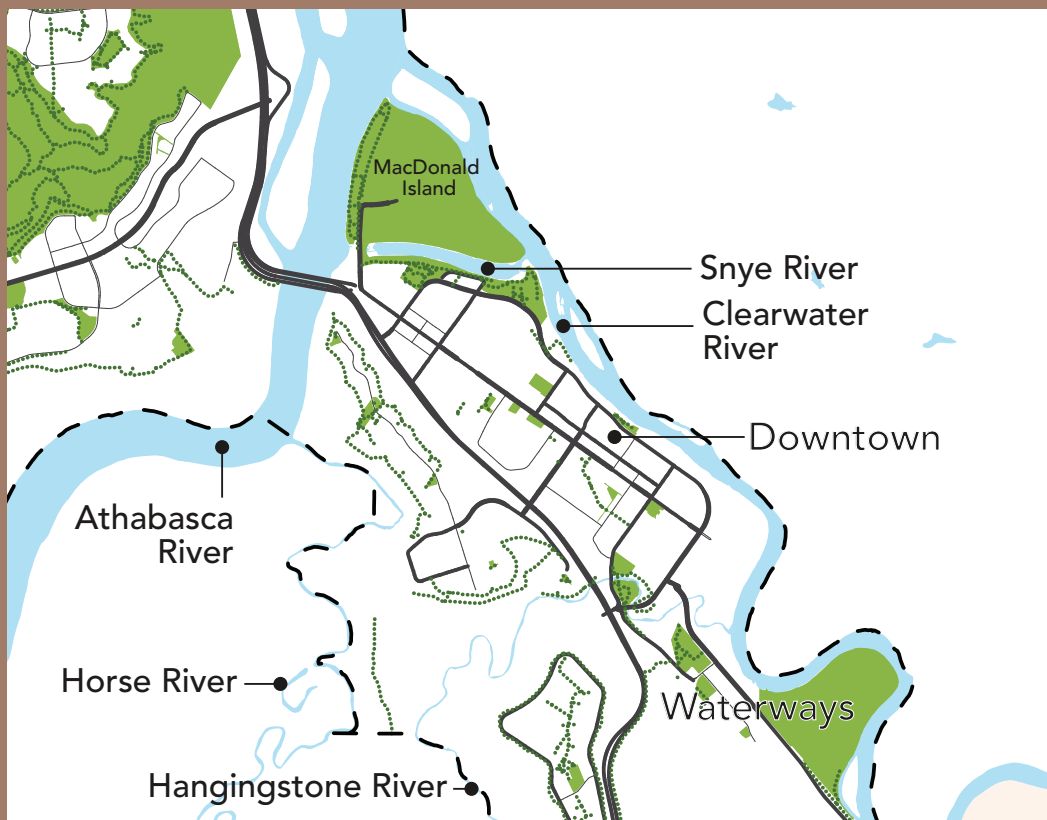 MacDonald
Island
Snye River
Clearwater
River
Downtown
Athabasca
River
Horse River
Waterways
Hangingstone River